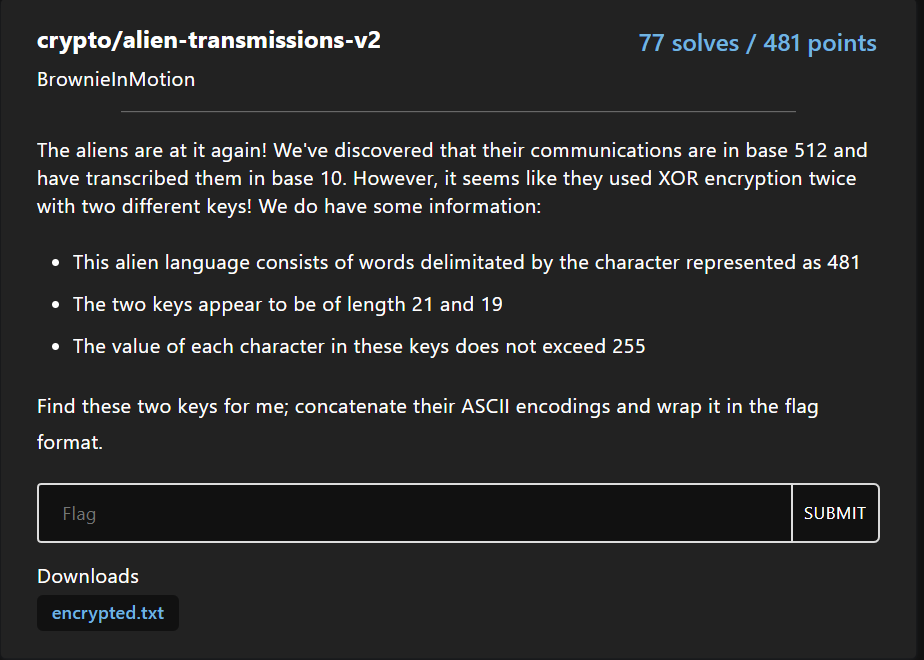 crypto/alien-transmissions-v2
77 solves / 481 points
BrownieInMotion
The aliens are at it again! We've discovered that their communications are in base 512 and
have transcribed them in base 10. However, it seems like they used XOR encryption twice
with two different keys! We do have some information:
• This alien language consists of words delimitated by the character represented as 481
• The two keys appear to be of length 21 and 19
• The value of each character in these keys does not exceed 255
Find these two keys for me; concatenate their ASCII encodings and wrap it in the flag
format.
Flag
SUBMIT
Downloads
encrypted.txt